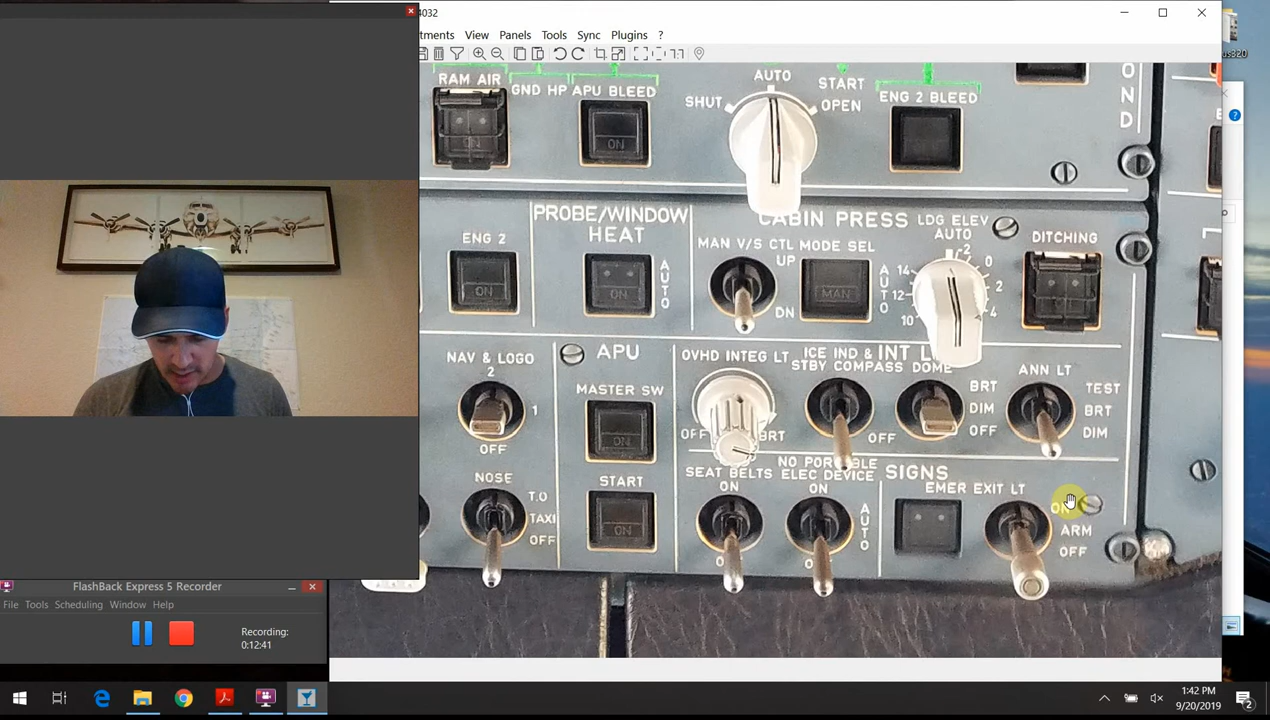 4032
tments View Panels Tools Sync Plugins ?
us320
RAM AIR
GND HP
APU BLEED
ON
ON
SHUT
AUTO
START
OPEN
ENG 2 BLEED
O
N
D
ENG 2
ON
PROBE/WINDOW
HEAT
ON
AUTO
CABIN PRESS
MAN V/S CTL
UP
DN
MODE SEL
MAN
AUTO
LDG ELEV
AUTO
-2
0
2
4
14
12
10
DITCHING
NAV & LOGO
2
1
OFF
APU
MASTER SW
ON
START
ON
OVHD INTEG LT
OFF
BRT
ICE IND &
STBY COMPASS
OFF
INT L
DOME
BRT
DIM
OFF
ANN LT
TEST
BRT
DIM
NOSE
T.O
TAXI
OFF
SIGNS
SEAT BELTS
ON
NO POR
ELEC DEVICE
ON
AUTO
EMER EXIT LT
ON
ARM
OFF
FlashBack Express 5 Recorder
File Tools Scheduling Window Help
Recording:
0:12:41
1:42 PM
9/20/2019
2